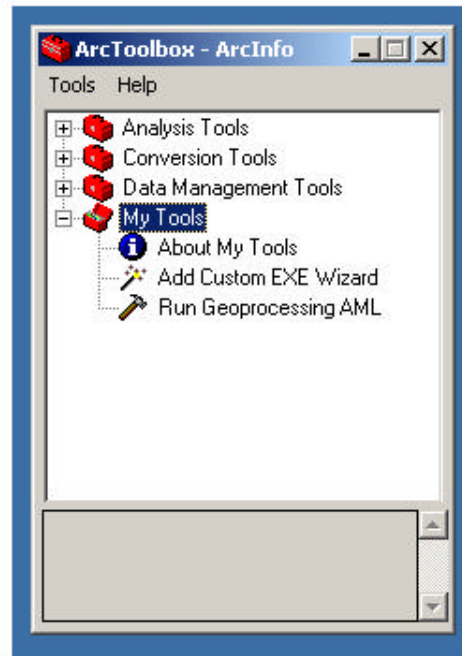 ArcToolbox - ArcInfo
Tools Help
Analysis Tools
Conversion Tools
Data Management Tools
My Tools
About My Tools
Add Custom EXE Wizard
Run Geoprocessing AML